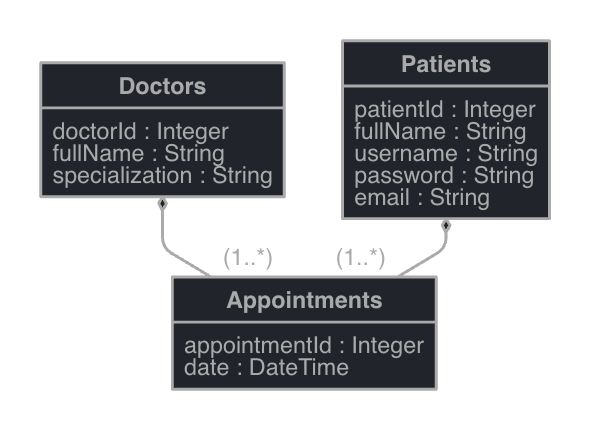 Doctors
doctorId : Integer
fullName : String
specialization : String
Patients
patientId : Integer
fullName : String
username : String
password : String
email : String
(1..*)
(1..*)
Appointments
appointmentId : Integer
date : DateTime